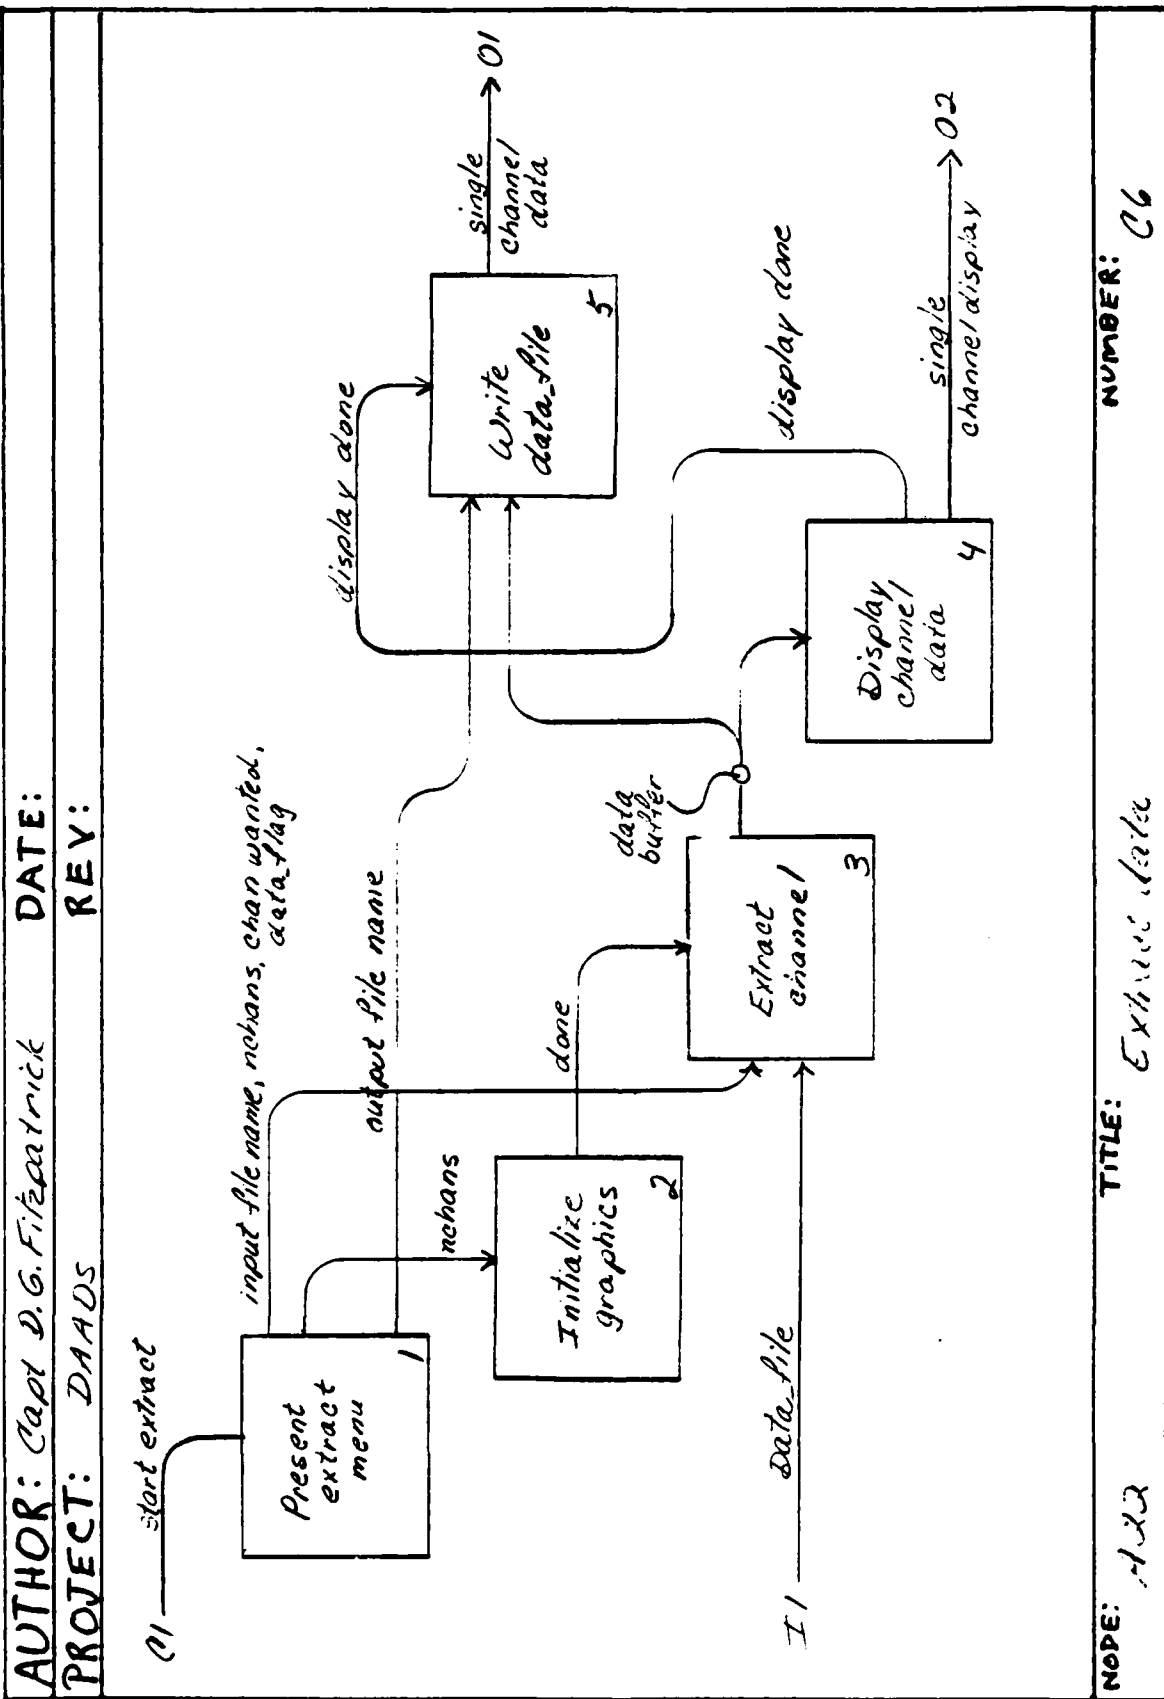 AUTHOR: Capt D.G. Fitzpatrick DATE:
PROJECT: DAADS REV:
C1
start extract
Present
extract
menu
1
input file name, nchans, chan wanted,
data_flag
nchans
output file name
Initialize
graphics
2
done
I1
Data_file
Extract
channel
3
data
buffer
Display
channel
data
4
display done
display done
Write
data_file
5
single
channel
data
O1
single
channel display
O2
NODE: A22 TITLE: Extract data NUMBER: C6